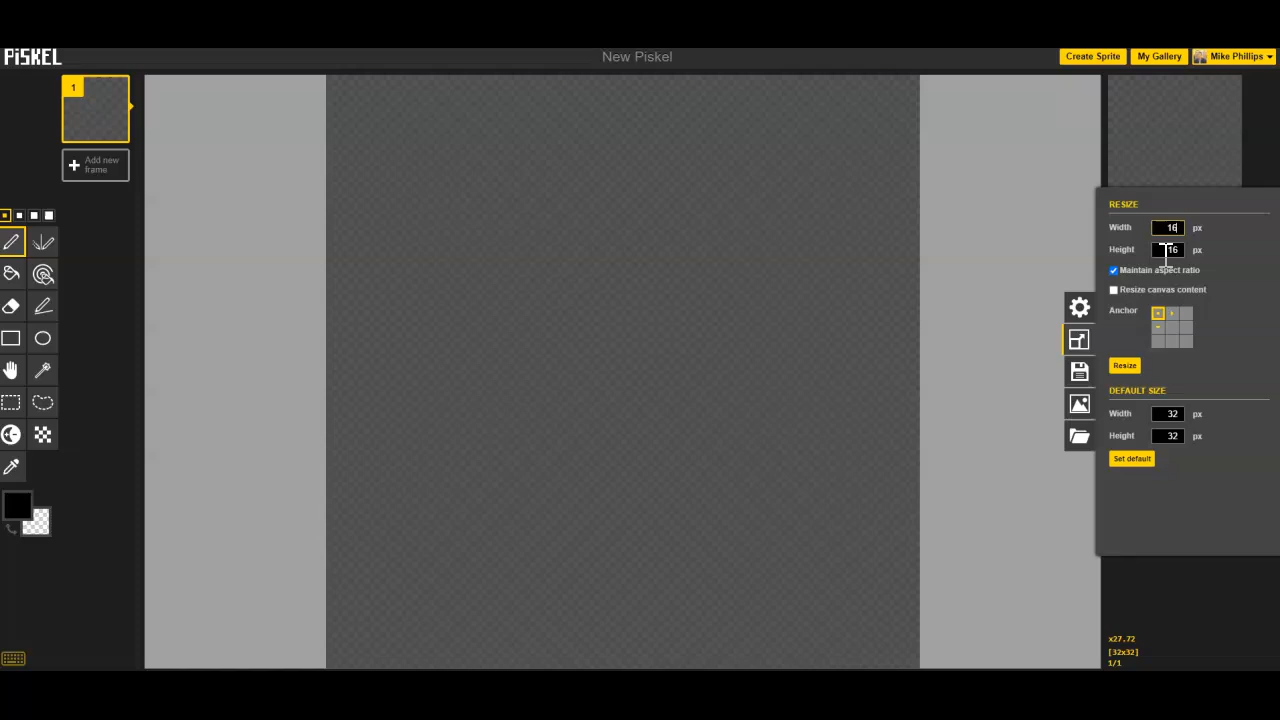 PiSKEL
New Piskel
Create Sprite
My Gallery
Mike Phillips
1
Add new
frame
RESIZE
Width 16 px
Height 16 px
Maintain aspect ratio
Resize canvas content
Anchor
Resize
DEFAULT SIZE
Width 32 px
Height 32 px
Set default
x27.72
[32x32]
1/1